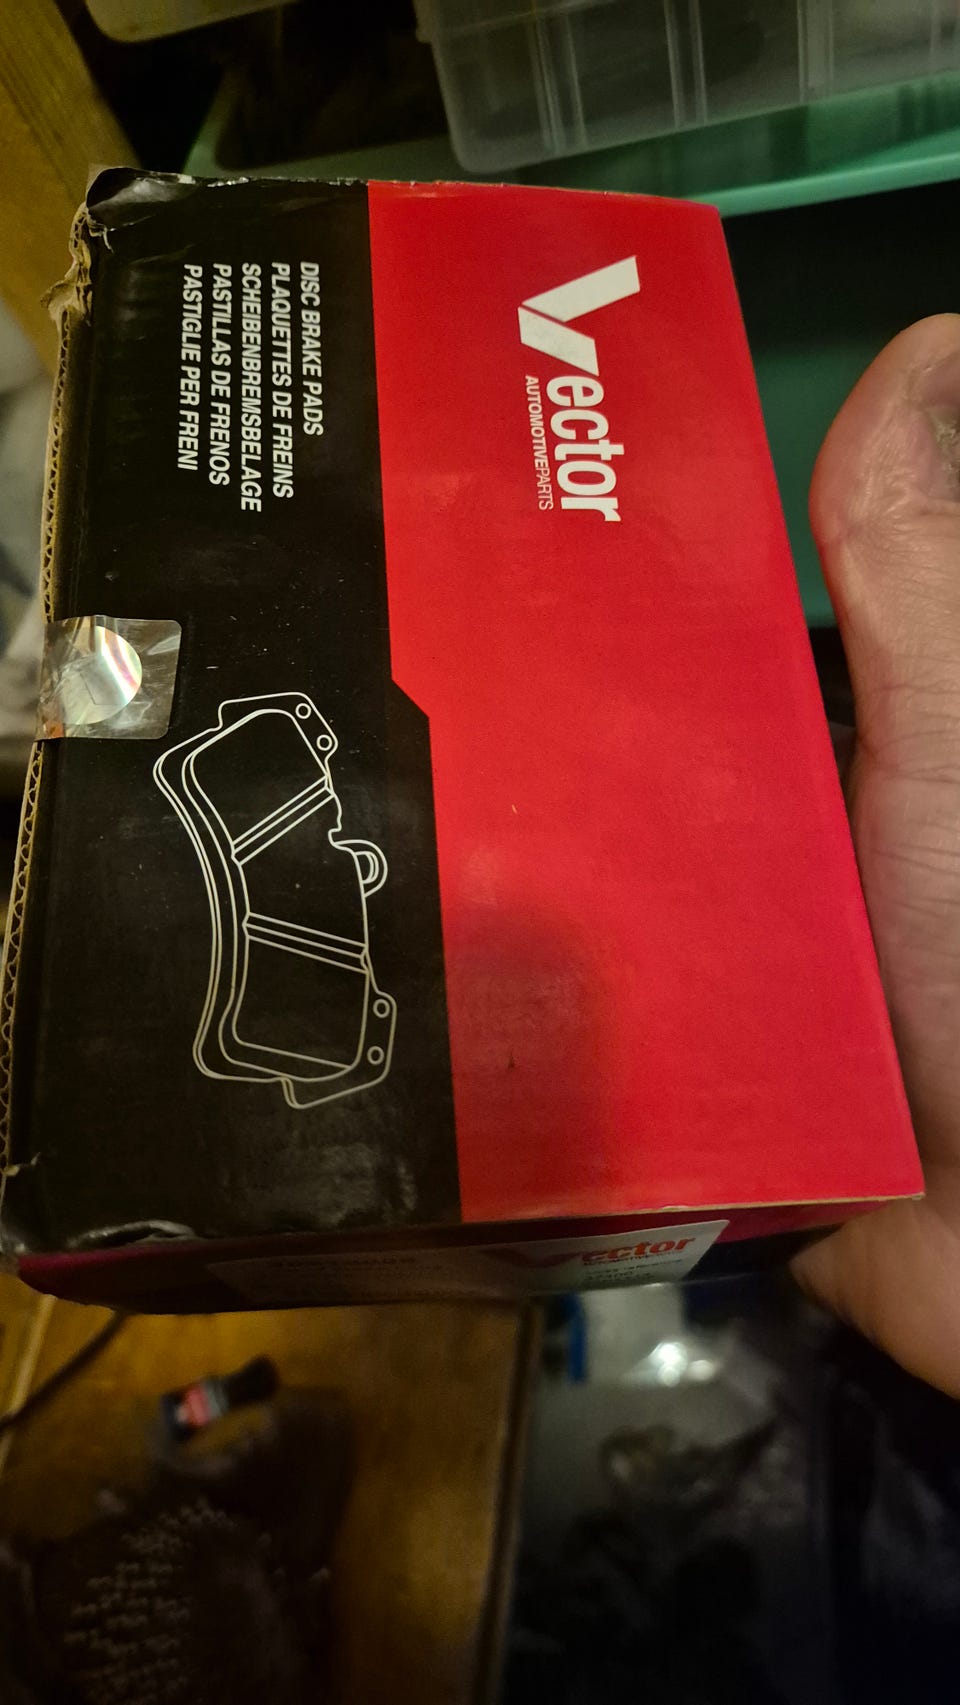 Vector
AUTOMOTIVEPARTS
DISC BRAKE PADS
PLAQUETTES DE FREINS
SCHEIBENBREMSBELAGE
PASTILLAS DE FRENOS
PASTIGLIE PER FRENI
Vector